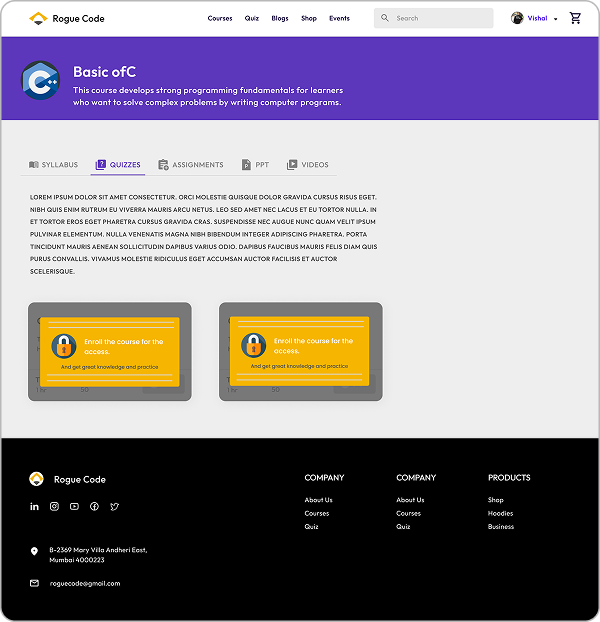 Rogue Code
Courses Quiz Blogs Shop Events
Search
Vishal
Basic ofC
This course develops strong programming fundamentals for learners
who want to solve complex problems by writing computer programs.
SYLLABUS QUIZZES ASSIGNMENTS PPT VIDEOS
LOREM IPSUM DOLOR SIT AMET CONSECTETUR. ORCI MOLESTIE QUISQUE DOLOR GRAVIDA CURSUS RISUS EGET.
NIBH QUIS ENIM RUTRUM EU VIVERRA MAURIS ARCU NETUS. LEO SED AMET NEC LACUS ET EU TORTOR NULLA. IN
ET TORTOR EROS EGET PHARETRA CURSUS GRAVIDA CRAS. SUSPENDISSE NEC AUGUE NUNC QUAM VELIT IPSUM
PULVINAR ELEMENTUM. NULLA VENENATIS MAGNA NIBH BIBENDUM INTEGER ADIPISCING PHARETRA. PORTA
TINCIDUNT MAURIS AENEAN SOLLICITUDIN DAPIBUS VARIUS ODIO. DAPIBUS FAUCIBUS MAURIS FELIS DIAM QUIS
PURUS CONVALLIS. VIVAMUS MOLESTIE RIDICULUS EGET ACCUMSAN AUCTOR FACILISIS ET AUCTOR
SCELERISQUE.
Enroll the course for the
access.
And get great knowledge and practice
Enroll the course for the
access.
And get great knowledge and practice
Rogue Code
B-2369 Mary Villa Andheri East,
Mumbai 4000223
roguecode@gmail.com
COMPANY
About Us
Courses
Quiz
COMPANY
About Us
Courses
Quiz
PRODUCTS
Shop
Hoodies
Business